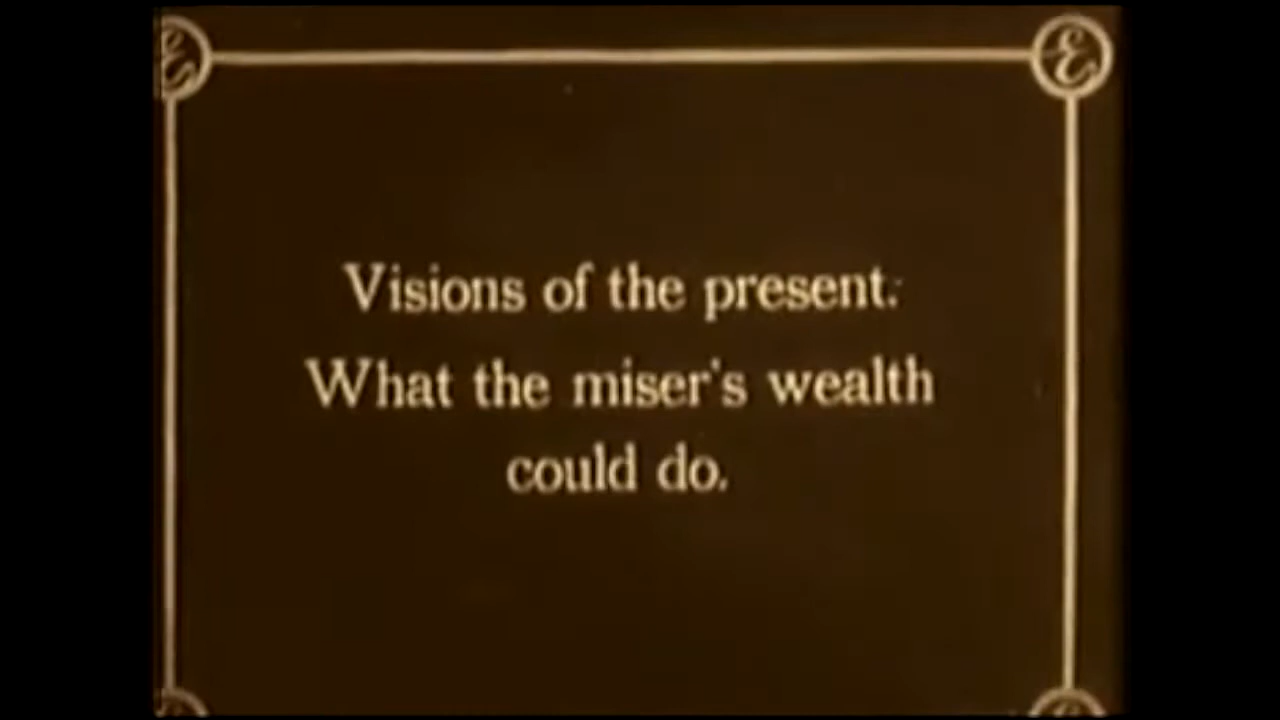 E
E
Visions of the present.
What the miser's wealth
could do.